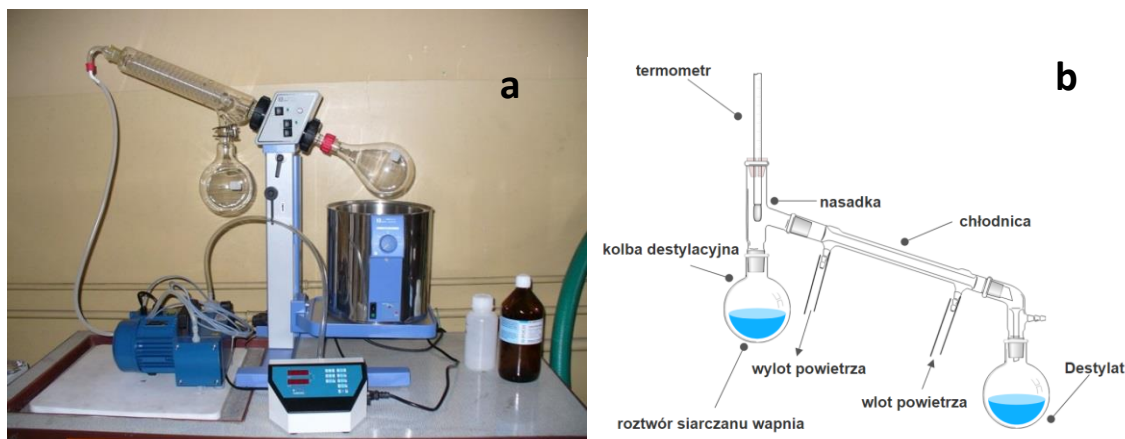 a
b
termometr
nasadka
chłodnica
kolba destylacyjna
wylot powietrza
wlot powietrza
Destylat
roztwór siarczanu wapnia